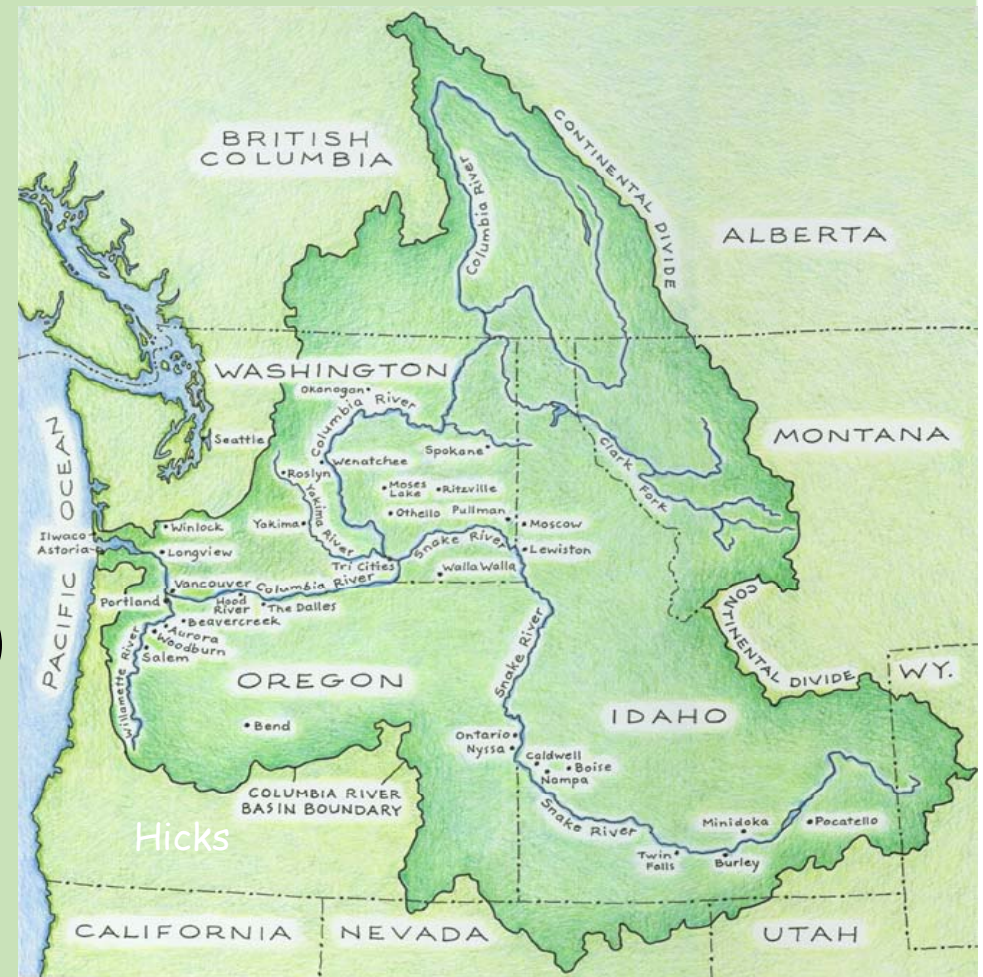 BRITISH
COLUMBIA
CONTINENTAL DIVIDE
ALBERTA
Columbia River
WASHINGTON
Okanogan
Columbia River
PACIFIC OCEAN
Seattle
Spokane
MONTANA
Wenatchee
Roslyn
Clark Fork
Moses
Lake
Ritzville
Yakima River
Othello
Pullman
Winlock
Yakima
Moscow
Ilwaco
Astoria
Longview
Snake River
Lewiston
Tri Cities
Walla Walla
Vancouver
Columbia River
Portland
Hood
River
The Dalles
Beavercreek
Aurora
Woodburn
Salem
Willamette River
Snake River
CONTINENTAL DIVIDE
WY.
OREGON
IDAHO
Bend
Ontario
Nyssa
Caldwell
Boise
Nampa
COLUMBIA RIVER
BASIN BOUNDARY
Snake River
Minidoka
Pocatello
Hicks
Twin
Falls
Burley
CALIFORNIA
NEVADA
UTAH